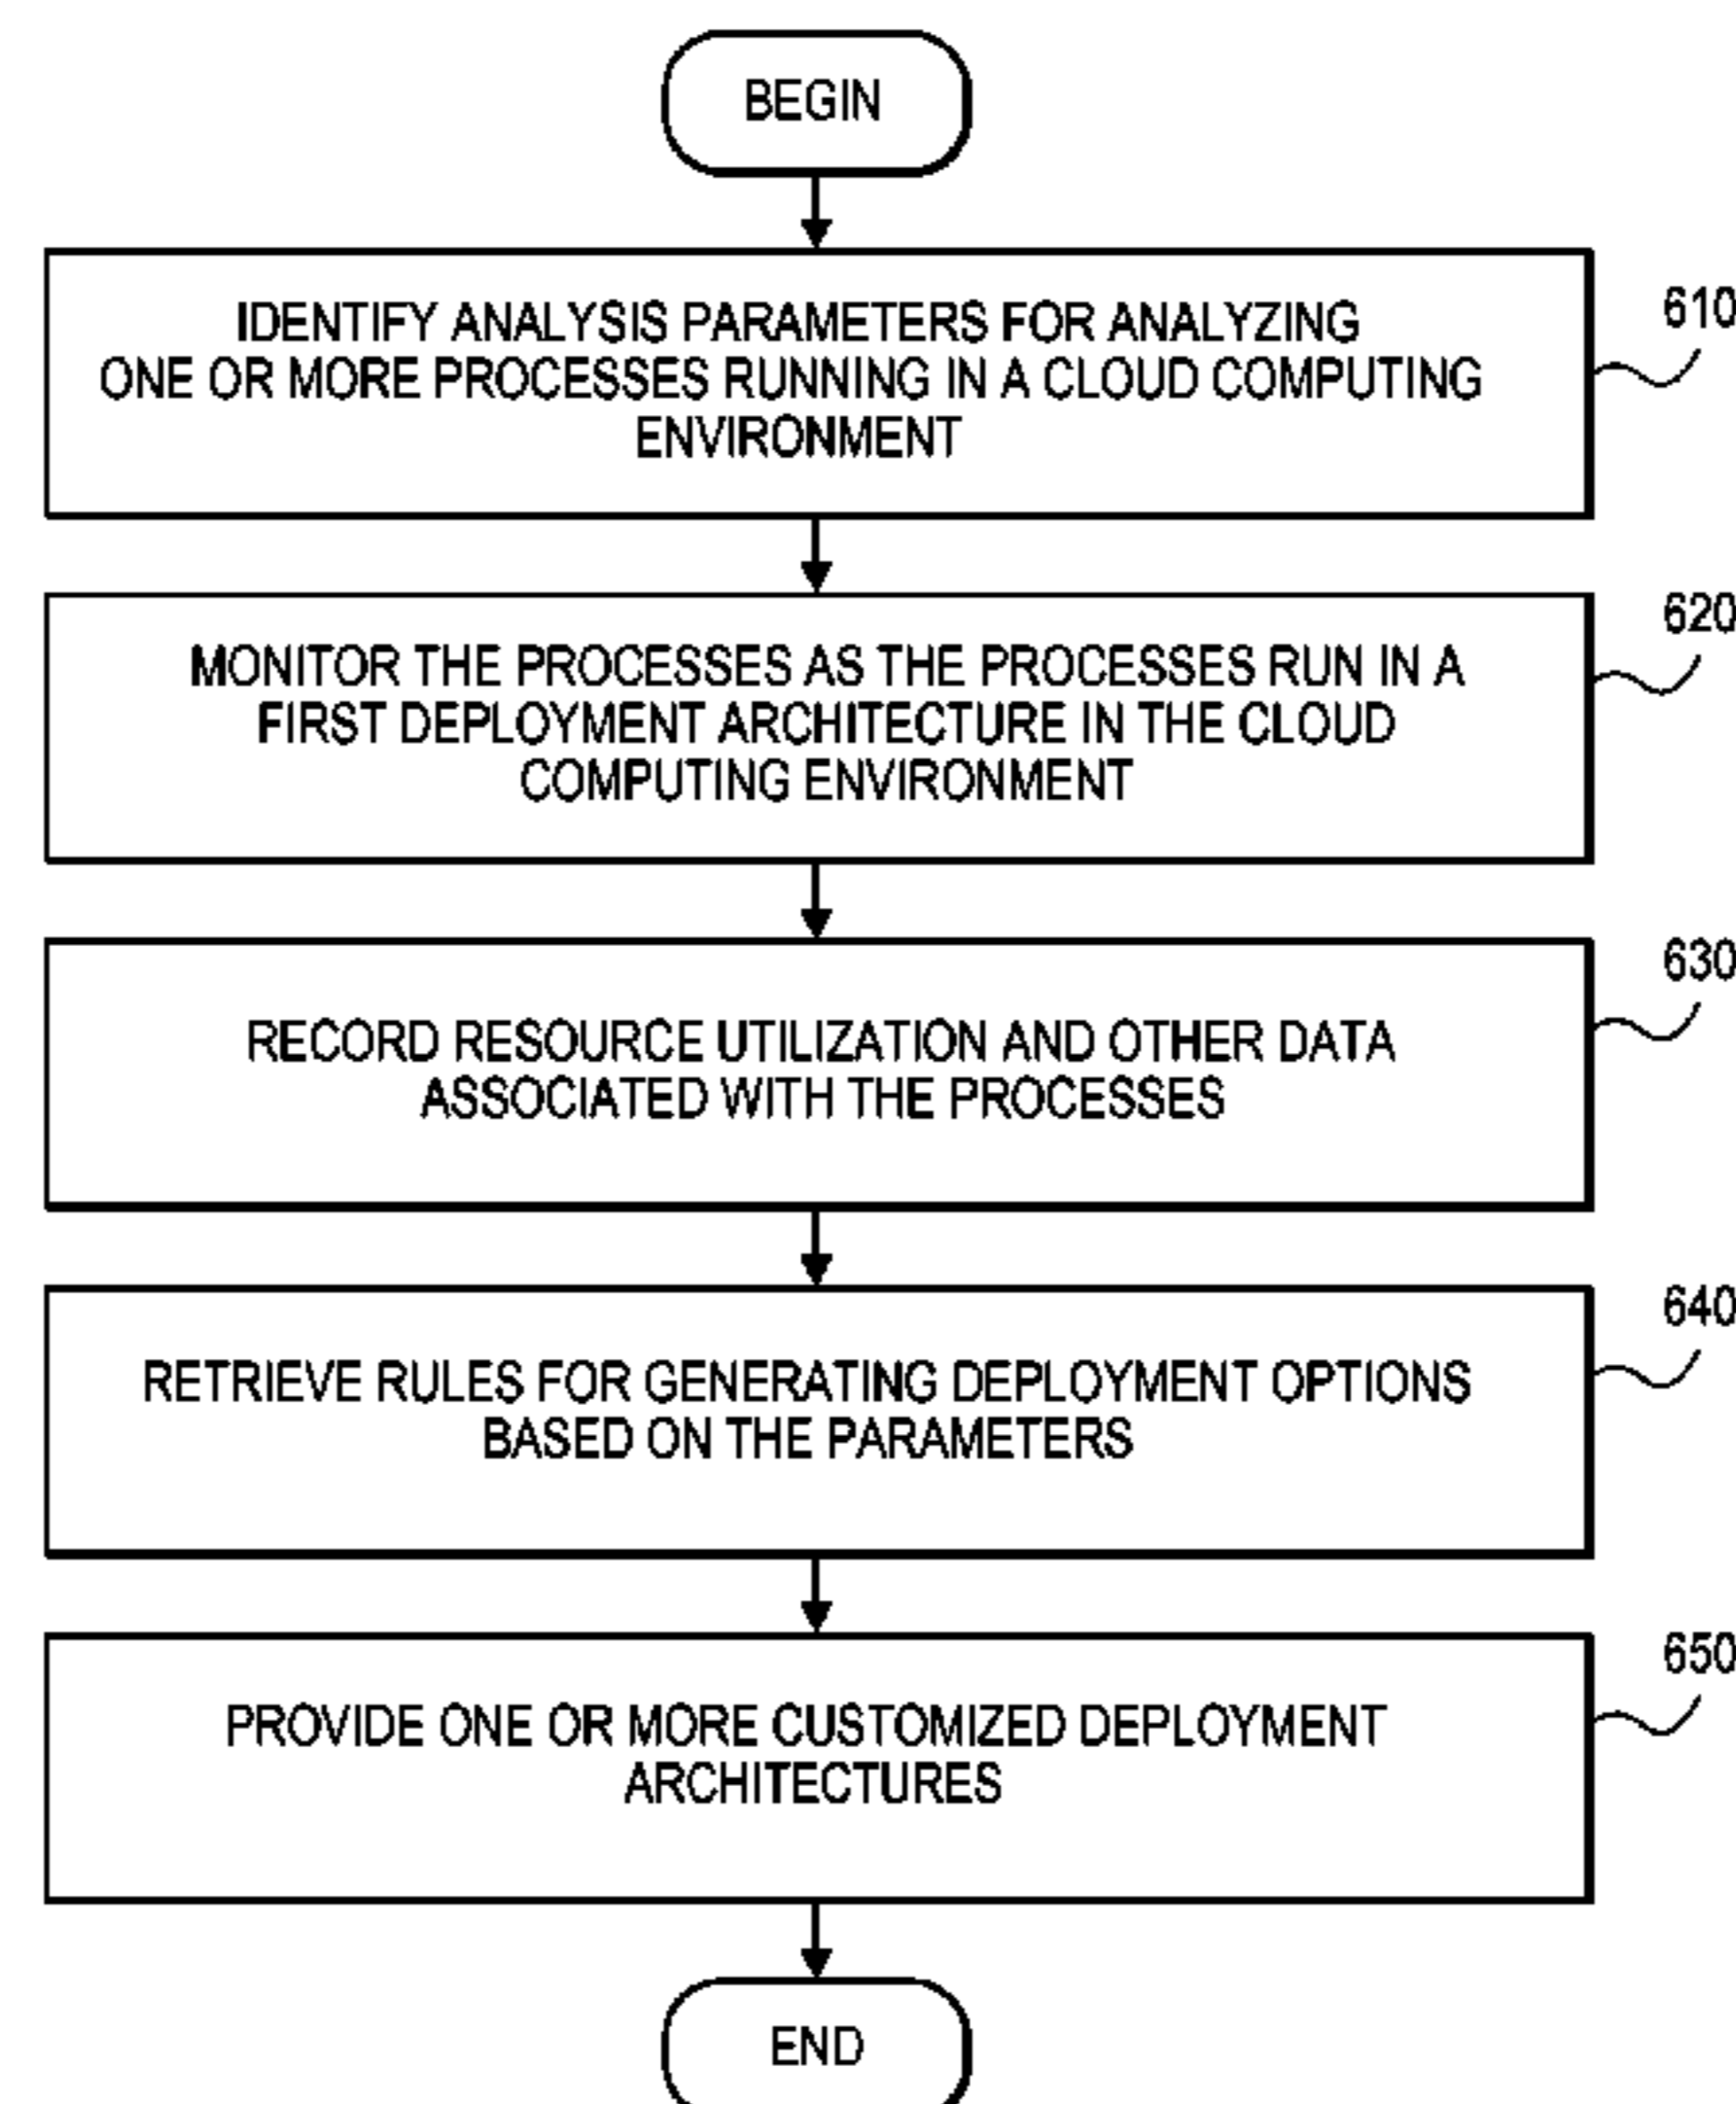 BEGIN
IDENTIFY ANALYSIS PARAMETERS FOR ANALYZING
ONE OR MORE PROCESSES RUNNING IN A CLOUD COMPUTING
ENVIRONMENT
610
MONITOR THE PROCESSES AS THE PROCESSES RUN IN A
FIRST DEPLOYMENT ARCHITECTURE IN THE CLOUD
COMPUTING ENVIRONMENT
620
RECORD RESOURCE UTILIZATION AND OTHER DATA
ASSOCIATED WITH THE PROCESSES
630
RETRIEVE RULES FOR GENERATING DEPLOYMENT OPTIONS
BASED ON THE PARAMETERS
640
PROVIDE ONE OR MORE CUSTOMIZED DEPLOYMENT
ARCHITECTURES
650
END